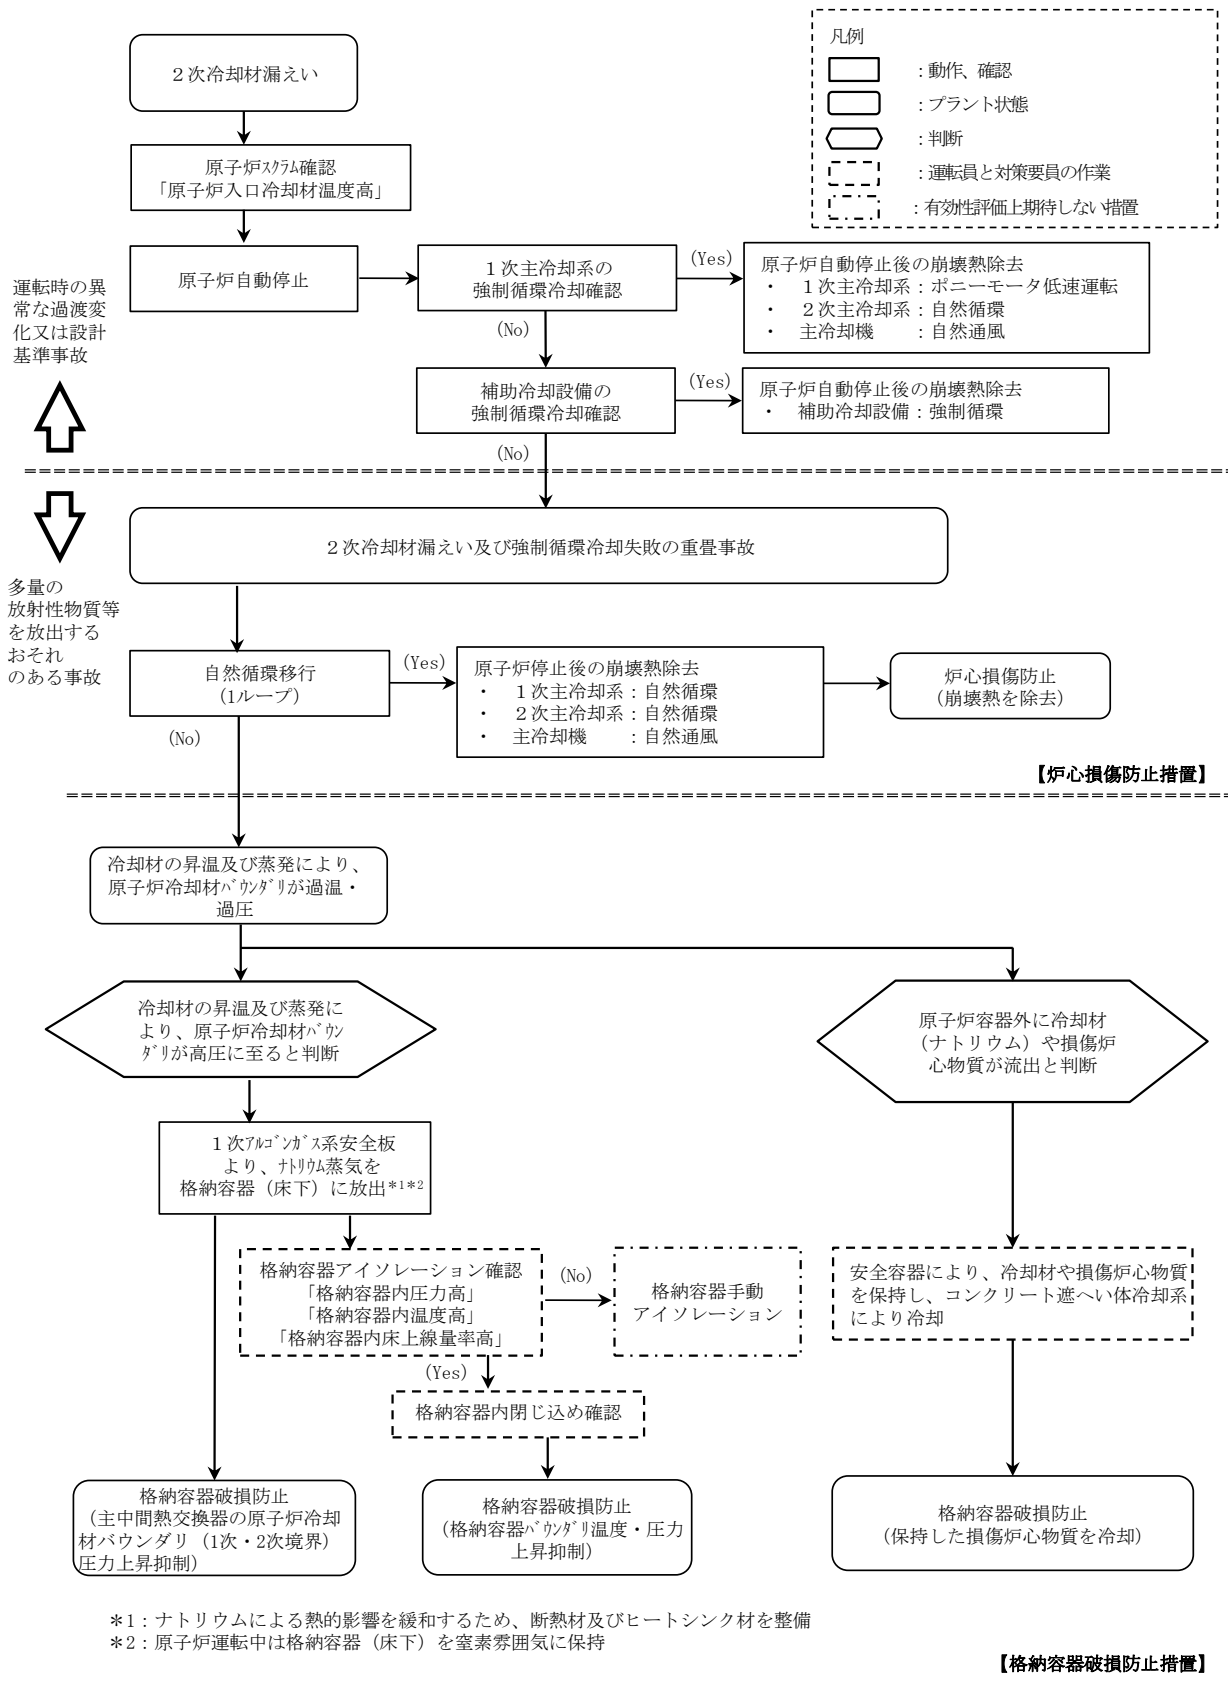 凡例
：動作、確認
：プラント状態
：判断
：運転員と対策要員の作業
：有効性評価上期待しない措置
２次冷却材漏えい
原子炉ｽｸﾗﾑ確認
「原子炉入口冷却材温度高」
原子炉自動停止
１次主冷却系の
強制循環冷却確認
(Yes)
原子炉自動停止後の崩壊熱除去
・　１次主冷却系：ポニーモータ低速運転
・　２次主冷却系：自然循環
・　主冷却機　　：自然通風
(No)
補助冷却設備の
強制循環冷却確認
(Yes)
原子炉自動停止後の崩壊熱除去
・　補助冷却設備：強制循環
(No)
運転時の異
常な過渡変
化又は設計
基準事故
多量の
放射性物質等
を放出する
おそれ
のある事故
２次冷却材漏えい及び強制循環冷却失敗の重畳事故
自然循環移行
(1ループ)
(Yes)
原子炉停止後の崩壊熱除去
・　１次主冷却系：自然循環
・　２次主冷却系：自然循環
・　主冷却機　　：自然通風
炉心損傷防止
（崩壊熱を除去）
(No)
【炉心損傷防止措置】
冷却材の昇温及び蒸発により、
原子炉冷却材ﾊﾞｳﾝﾀﾞﾘが過温・
過圧
冷却材の昇温及び蒸発に
より、原子炉冷却材ﾊﾞｳﾝ
ﾀﾞﾘが高圧に至ると判断
原子炉容器外に冷却材
（ナトリウム）や損傷炉
心物質が流出と判断
１次ｱﾙｺﾞﾝｶﾞｽ系安全板
より、ﾅﾄﾘｳﾑ蒸気を
格納容器（床下）に放出*1*2
格納容器アイソレーション確認
「格納容器内圧力高」
「格納容器内温度高」
「格納容器内床上線量率高」
(No)
格納容器手動
アイソレーション
安全容器により、冷却材や損傷炉心物質
を保持し、コンクリート遮へい体冷却系
により冷却
(Yes)
格納容器内閉じ込め確認
格納容器破損防止
（主中間熱交換器の原子炉冷却
材バウンダリ（1次・2次境界）
圧力上昇抑制）
格納容器破損防止
（格納容器ﾊﾞｳﾝﾀﾞﾘ温度・圧力
上昇抑制）
格納容器破損防止
（保持した損傷炉心物質を冷却）
＊1：ナトリウムによる熱的影響を緩和するため、断熱材及びヒートシンク材を整備
＊2：原子炉運転中は格納容器（床下）を窒素雰囲気に保持
【格納容器破損防止措置】